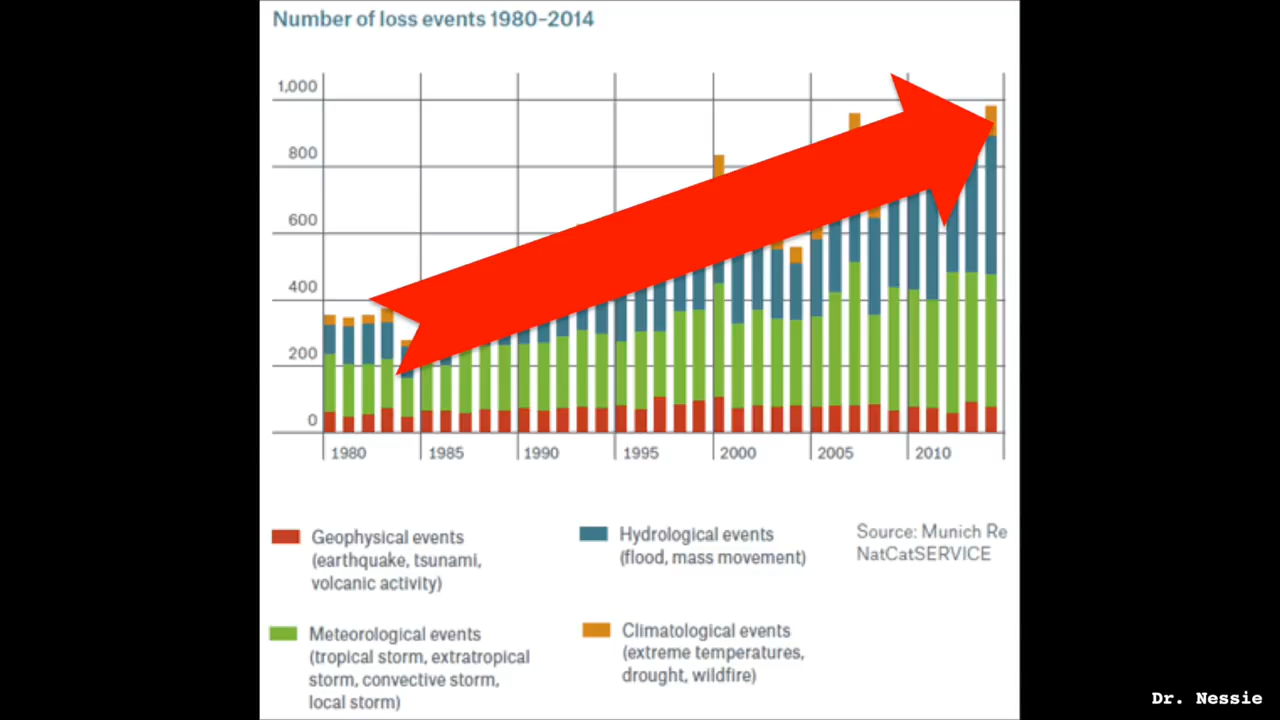 Number of loss events 1980–2014
1,000
800
600
400
200
0
1980 1985 1990 1995 2000 2005 2010
Geophysical events
(earthquake, tsunami,
volcanic activity)
Hydrological events
(flood, mass movement)
Source: Munich Re
NatCatSERVICE
Meteorological events
(tropical storm, extratropical
storm, convective storm,
local storm)
Climatological events
(extreme temperatures,
drought, wildfire)
Dr. Nessie